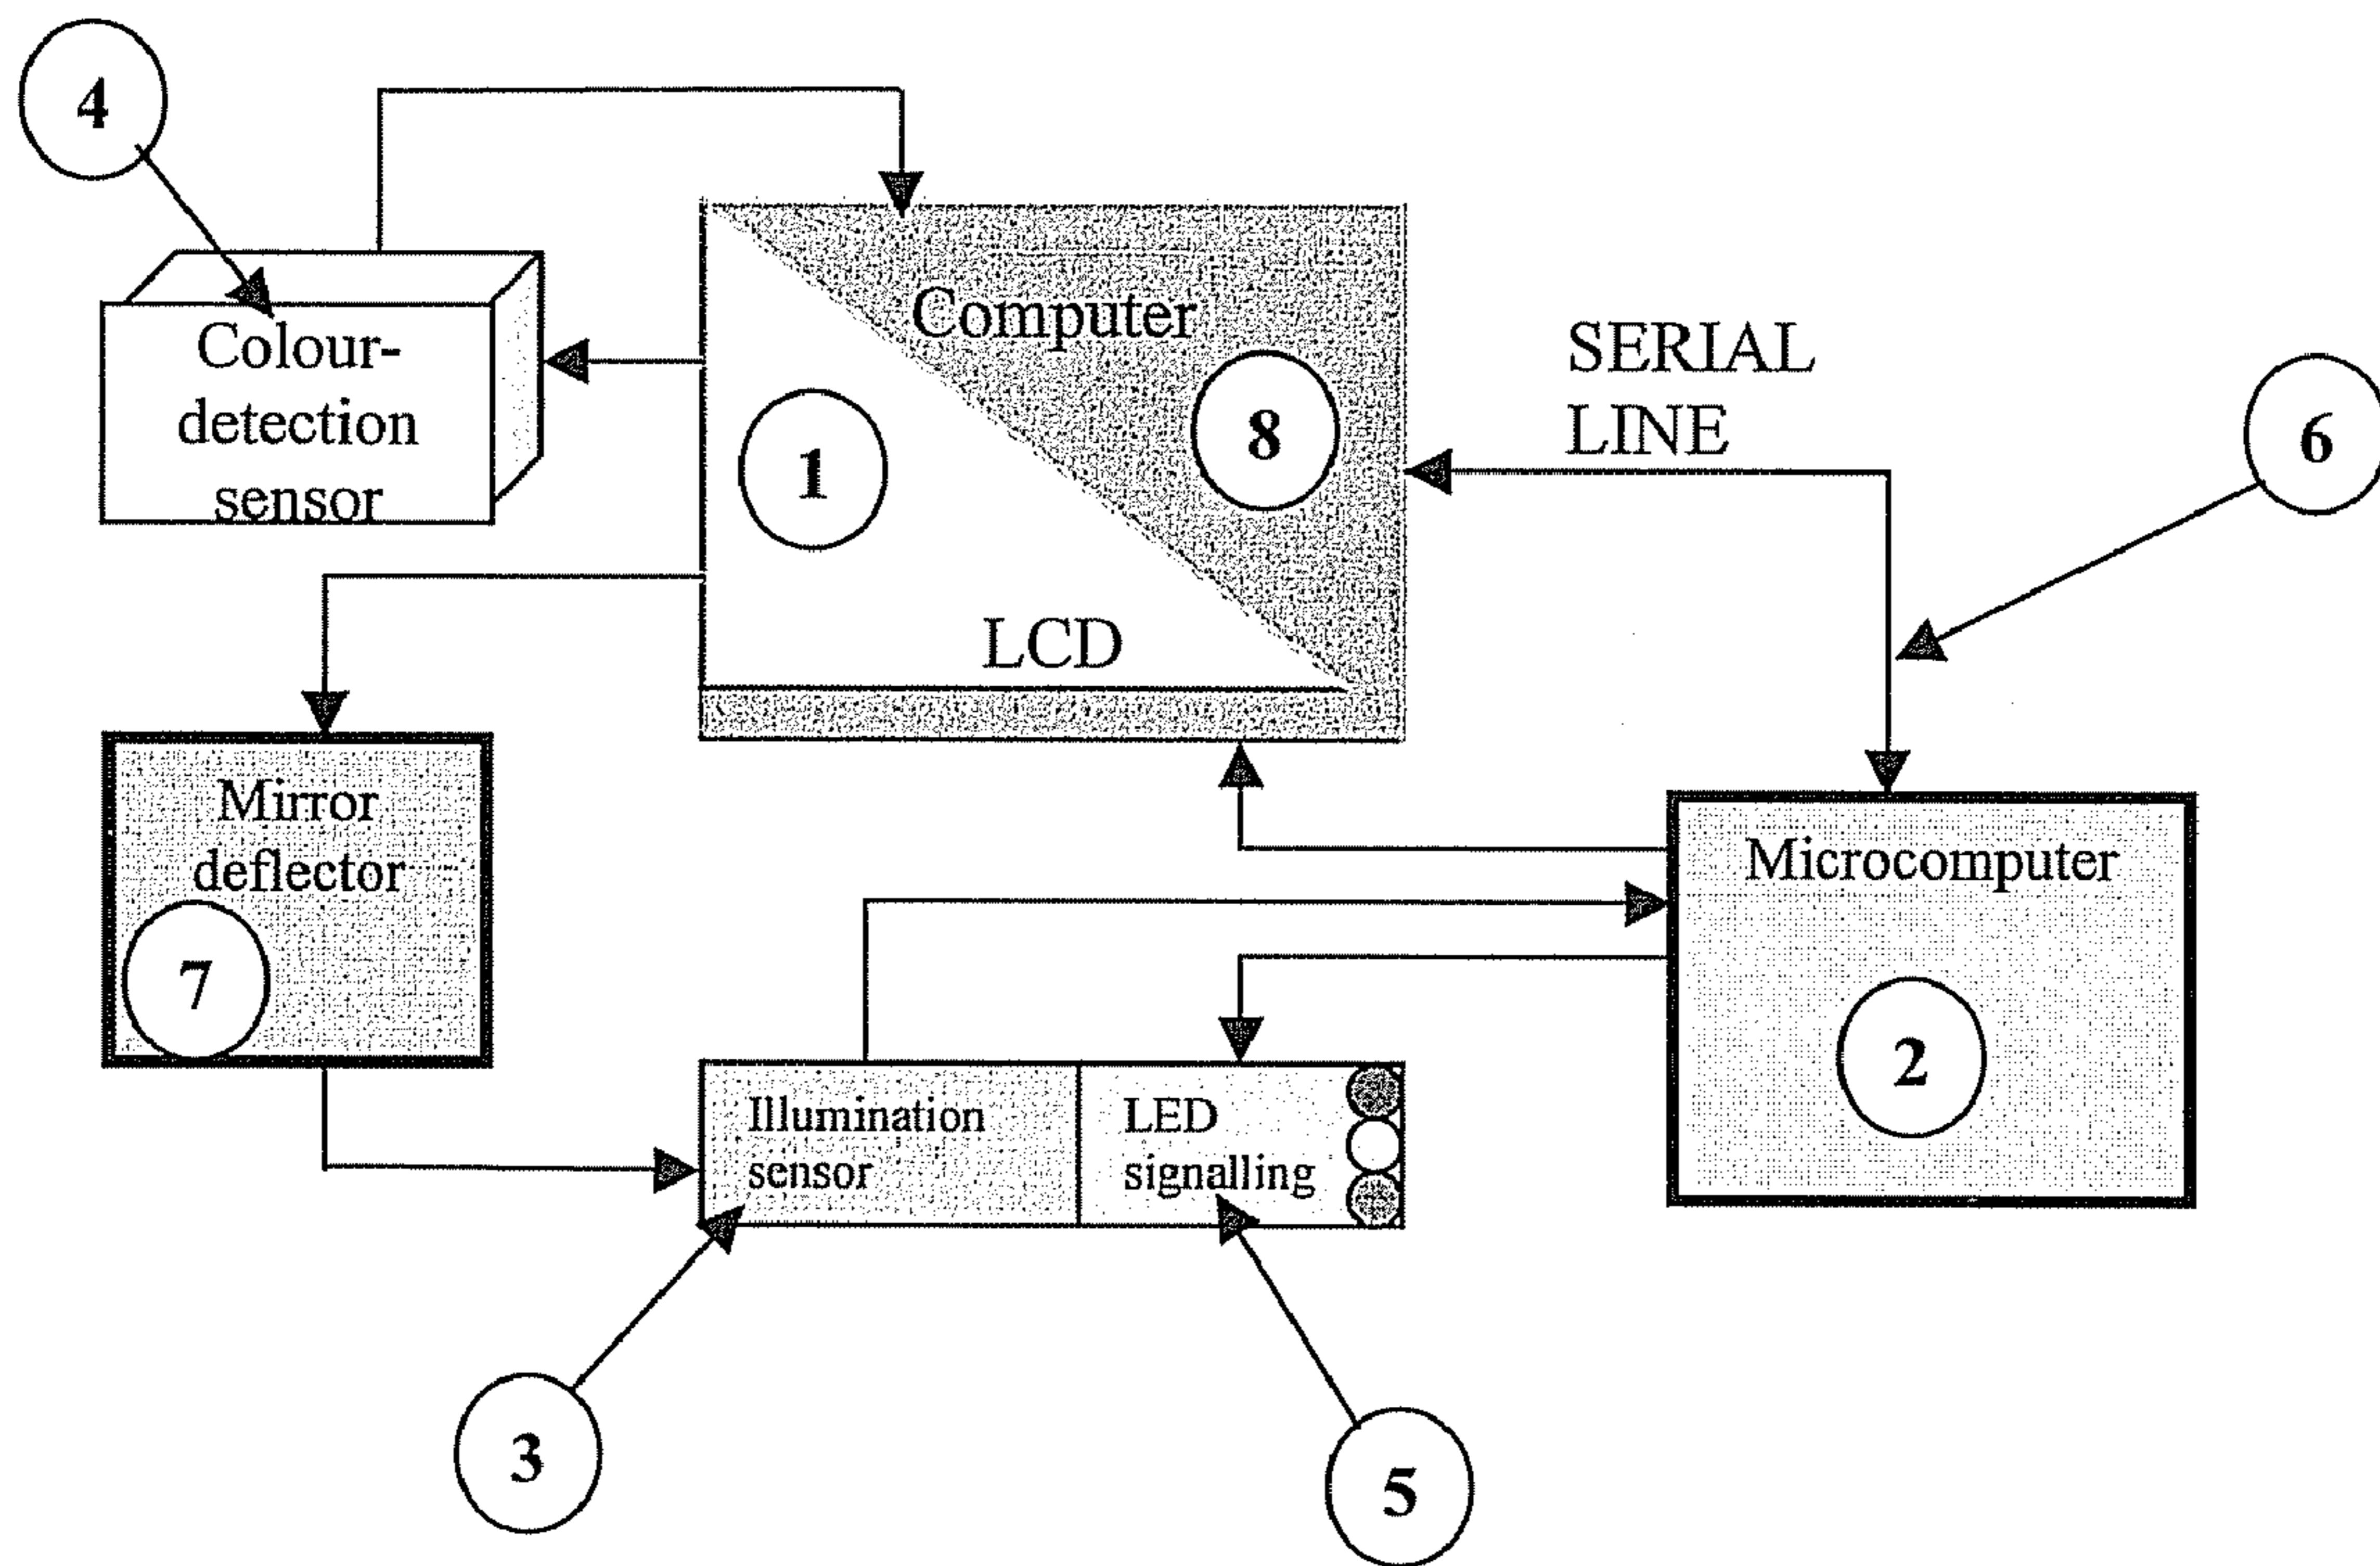 4
Colour-
detection
sensor
Computer
8
1
LCD
SERIAL
LINE
6
Mirror
deflector
7
Microcomputer
2
Illumination
sensor
LED
signalling
3
5